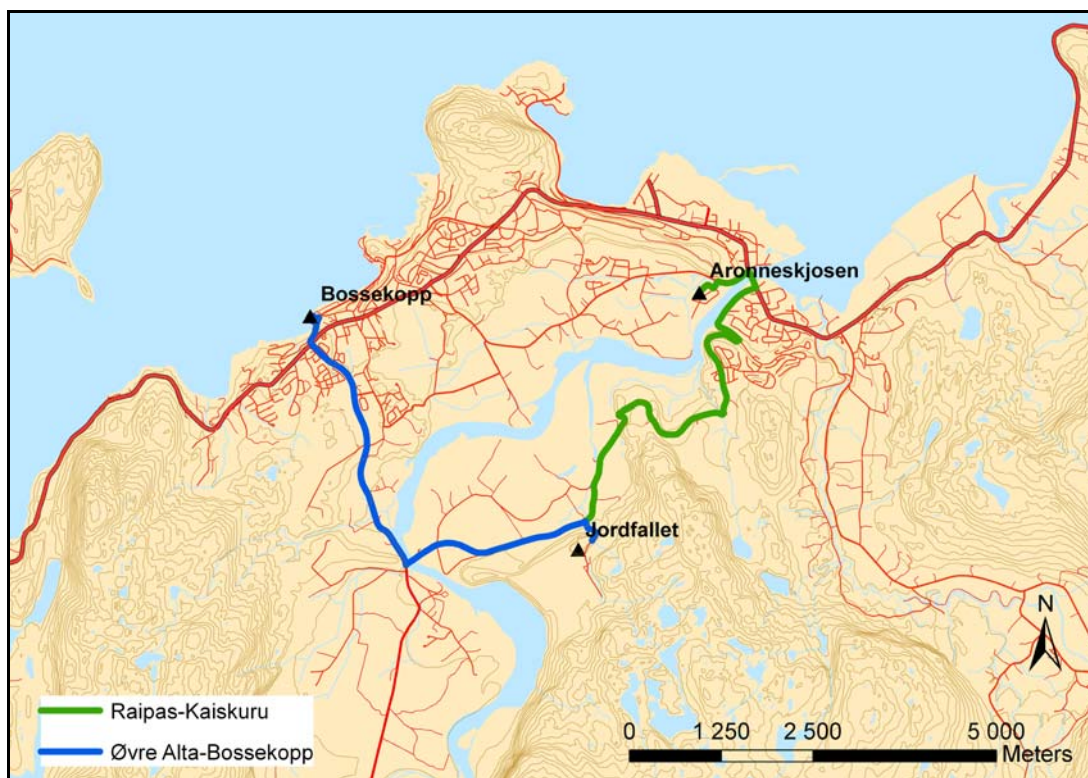 Aronneskjosen
Bossekopp
Jordfallet
N
Raipas-Kaiskuru
Øvre Alta-Bossekopp
0 1 250 2 500 5 000
Meters